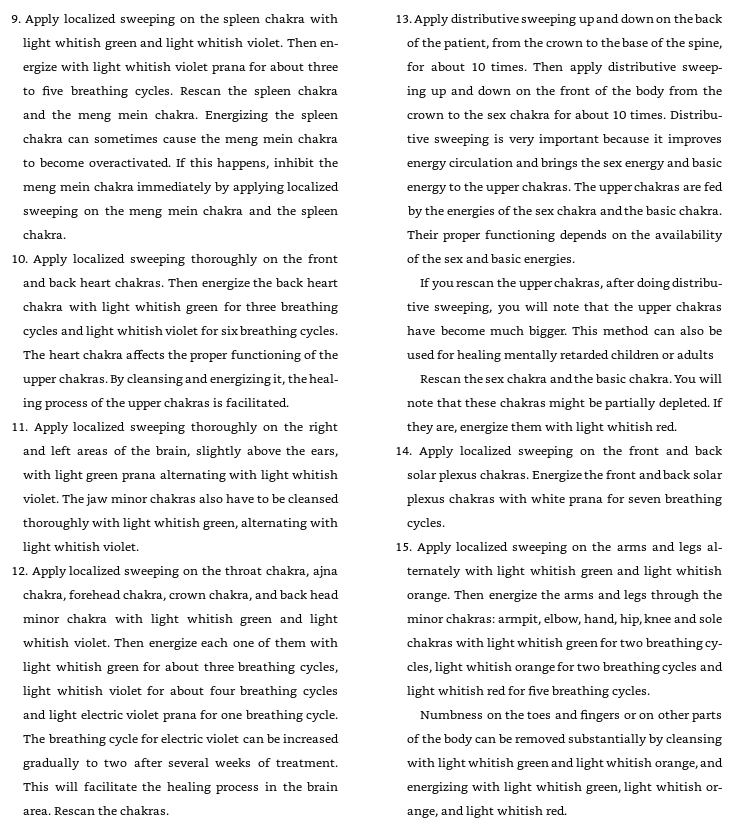 9. Apply localized sweeping on the spleen chakra with
light whitish green and light whitish violet. Then en-
ergize with light whitish violet prana for about three
to five breathing cycles. Rescan the spleen chakra
and the meng mein chakra. Energizing the spleen
chakra can sometimes cause the meng mein chakra
to become overactivated. If this happens, inhibit the
meng mein chakra immediately by applying localized
sweeping on the meng mein chakra and the spleen
chakra.
10. Apply localized sweeping thoroughly on the front
and back heart chakras. Then energize the back heart
chakra with light whitish green for three breathing
cycles and light whitish violet for six breathing cycles.
The heart chakra affects the proper functioning of the
upper chakras. By cleansing and energizing it, the heal-
ing process of the upper chakras is facilitated.
11. Apply localized sweeping thoroughly on the right
and left areas of the brain, slightly above the ears,
with light green prana alternating with light whitish
violet. The jaw minor chakras also have to be cleansed
thoroughly with light whitish green, alternating with
light whitish violet.
12. Apply localized sweeping on the throat chakra, ajna
chakra, forehead chakra, crown chakra, and back head
minor chakra with light whitish green and light
whitish violet. Then energize each one of them with
light whitish green for about three breathing cycles,
light whitish violet for about four breathing cycles
and light electric violet prana for one breathing cycle.
The breathing cycle for electric violet can be increased
gradually to two after several weeks of treatment.
This will facilitate the healing process in the brain
area. Rescan the chakras.
13. Apply distributive sweeping up and down on the back
of the patient, from the crown to the base of the spine,
for about 10 times. Then apply distributive sweep-
ing up and down on the front of the body from the
crown to the sex chakra for about 10 times. Distribu-
tive sweeping is very important because it improves
energy circulation and brings the sex energy and basic
energy to the upper chakras. The upper chakras are fed
by the energies of the sex chakra and the basic chakra.
Their proper functioning depends on the availability
of the sex and basic energies.
If you rescan the upper chakras, after doing distribu-
tive sweeping, you will note that the upper chakras
have become much bigger. This method can also be
used for healing mentally retarded children or adults
Rescan the sex chakra and the basic chakra. You will
note that these chakras might be partially depleted. If
they are, energize them with light whitish red.
14. Apply localized sweeping on the front and back
solar plexus chakras. Energize the front and back solar
plexus chakras with white prana for seven breathing
cycles.
15. Apply localized sweeping on the arms and legs al-
ternately with light whitish green and light whitish
orange. Then energize the arms and legs through the
minor chakras: armpit, elbow, hand, hip, knee and sole
chakras with light whitish green for two breathing cy-
cles, light whitish orange for two breathing cycles and
light whitish red for five breathing cycles.
Numbness on the toes and fingers or on other parts
of the body can be removed substantially by cleansing
with light whitish green and light whitish orange, and
energizing with light whitish green, light whitish or-
ange, and light whitish red.